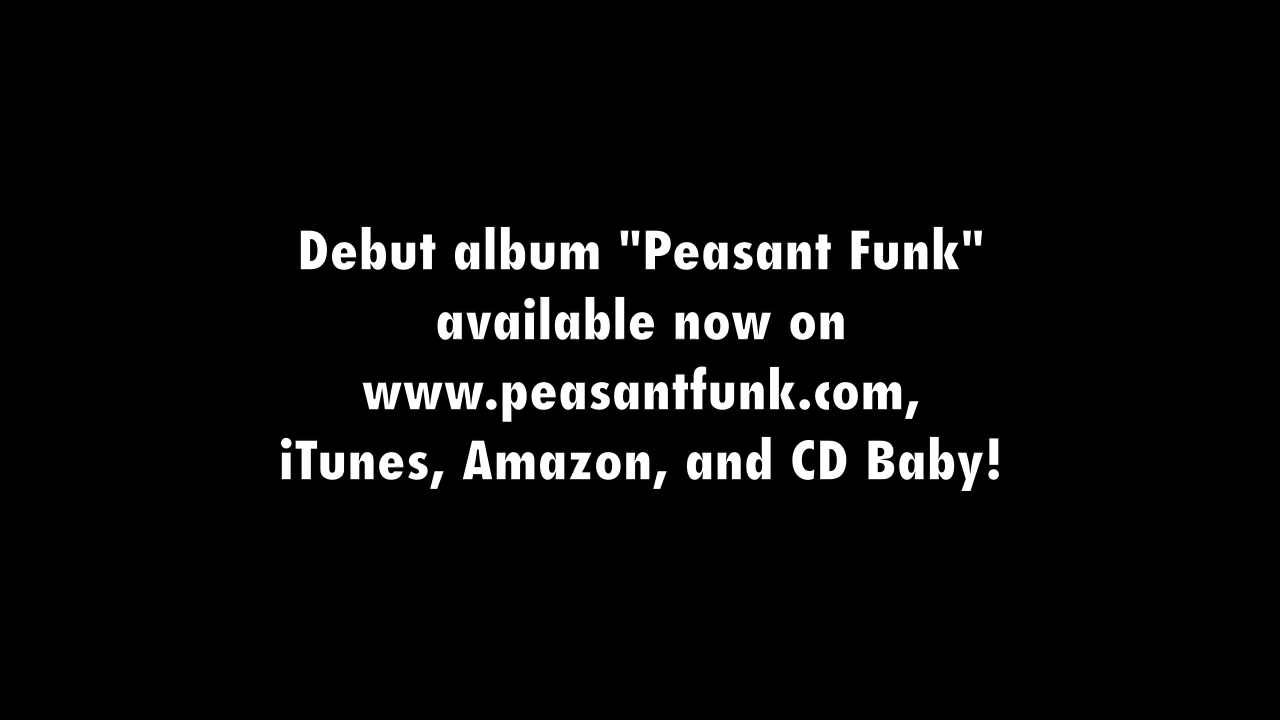 Debut album "Peasant Funk"
available now on
www.peasantfunk.com,
iTunes, Amazon, and CD Baby!